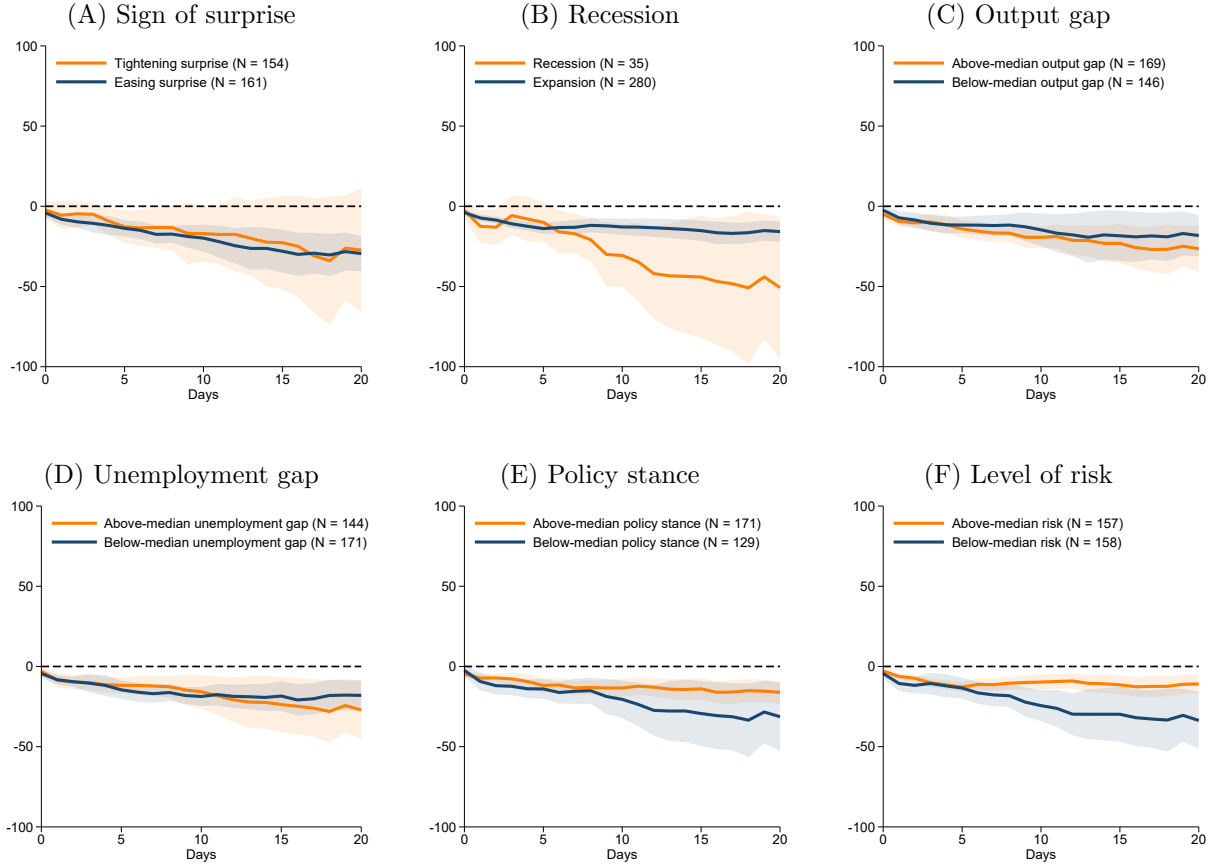 (A) Sign of surprise
(B) Recession
(C) Output gap
100
50
0
-50
-100
0
5
10
15
20
Days
Tightening surprise (N = 154)
Easing surprise (N = 161)
100
50
0
-50
-100
0
5
10
15
20
Days
Recession (N = 35)
Expansion (N = 280)
100
50
0
-50
-100
0
5
10
15
20
Days
Above-median output gap (N = 169)
Below-median output gap (N = 146)
(D) Unemployment gap
(E) Policy stance
(F) Level of risk
100
50
0
-50
-100
0
5
10
15
20
Days
Above-median unemployment gap (N = 144)
Below-median unemployment gap (N = 171)
100
50
0
-50
-100
0
5
10
15
20
Days
Above-median policy stance (N = 171)
Below-median policy stance (N = 129)
100
50
0
-50
-100
0
5
10
15
20
Days
Above-median risk (N = 157)
Below-median risk (N = 158)